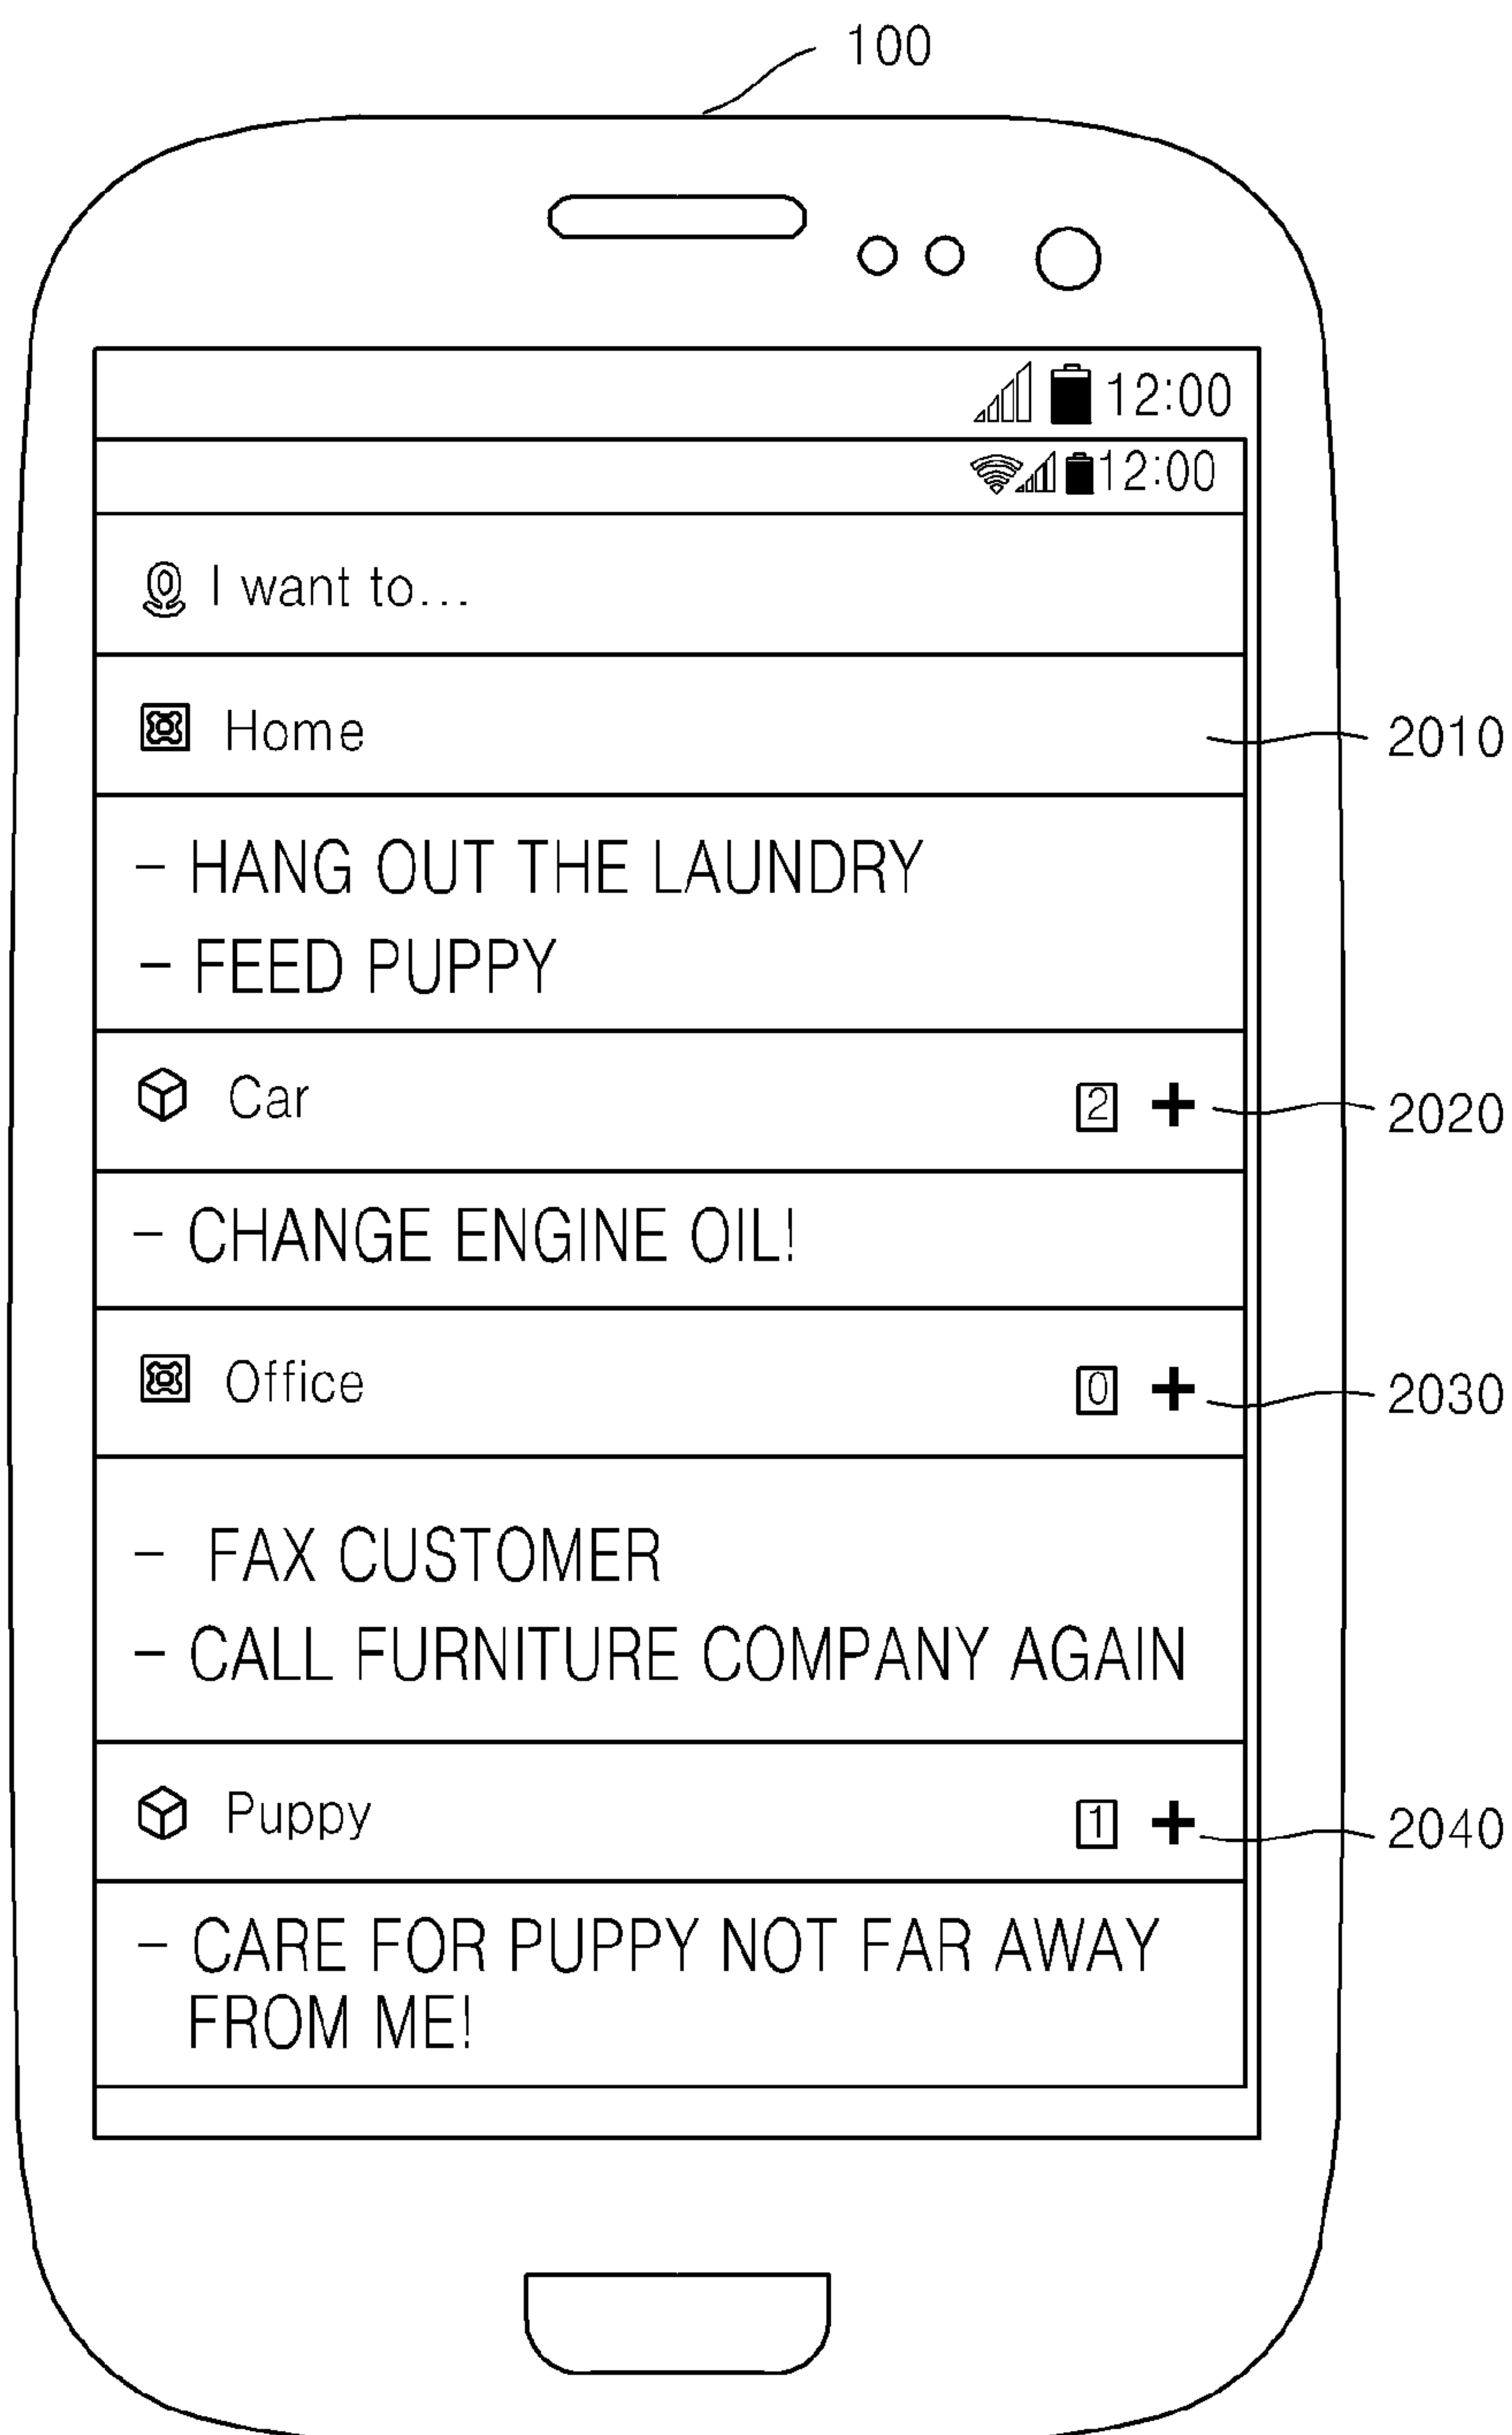 100
12:00
12:00
I want to...
Home
2010
- HANG OUT THE LAUNDRY
- FEED PUPPY
Car 2 +
2020
- CHANGE ENGINE OIL!
Office 0 +
2030
- FAX CUSTOMER
- CALL FURNITURE COMPANY AGAIN
Puppy 1 +
2040
- CARE FOR PUPPY NOT FAR AWAY
FROM ME!